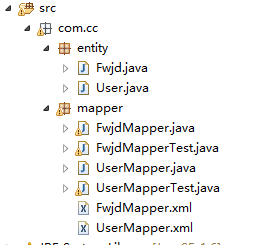 src
com.cc
entity
Fwjd.java
User.java
mapper
FwjdMapper.java
FwjdMapperTest.java
UserMapper.java
UserMapperTest.java
FwjdMapper.xml
UserMapper.xml